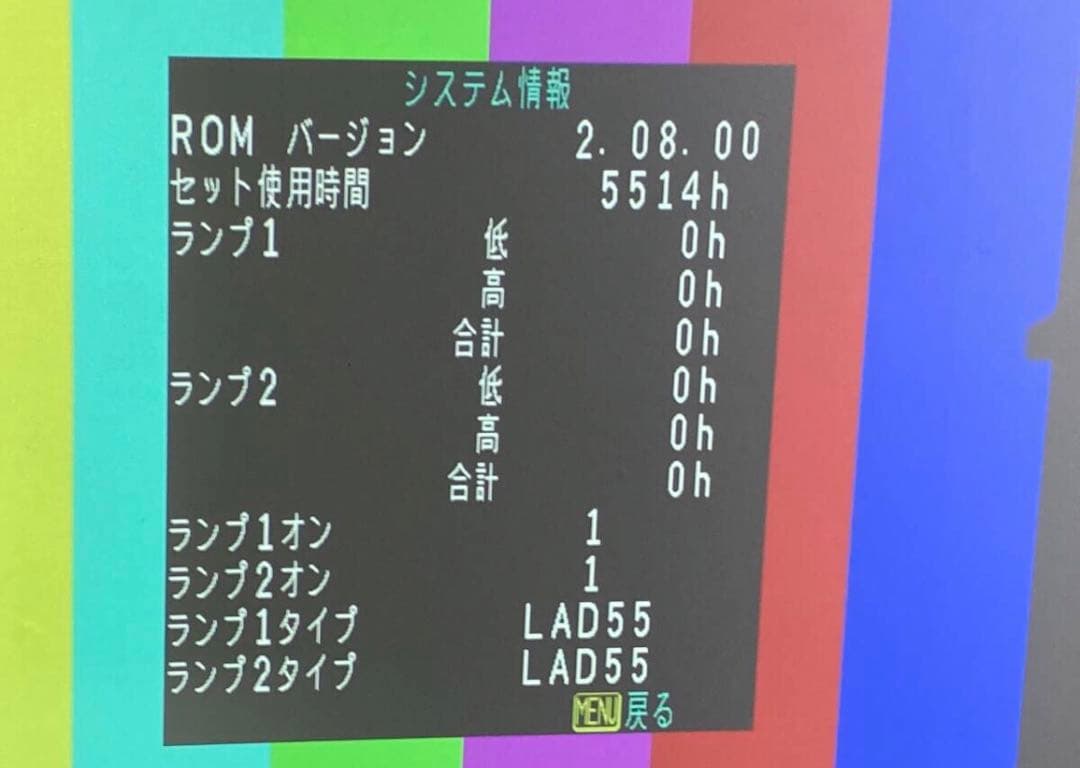 システム情報
ROM バージョン 2.08.00
セット使用時間 5514h
ランプ1 低 0h
高 0h
合計 0h
ランプ2 低 0h
高 0h
合計 0h
ランプ1オン 1
ランプ2オン 1
ランプ1タイプ LAD55
ランプ2タイプ LAD55
MENU戻る